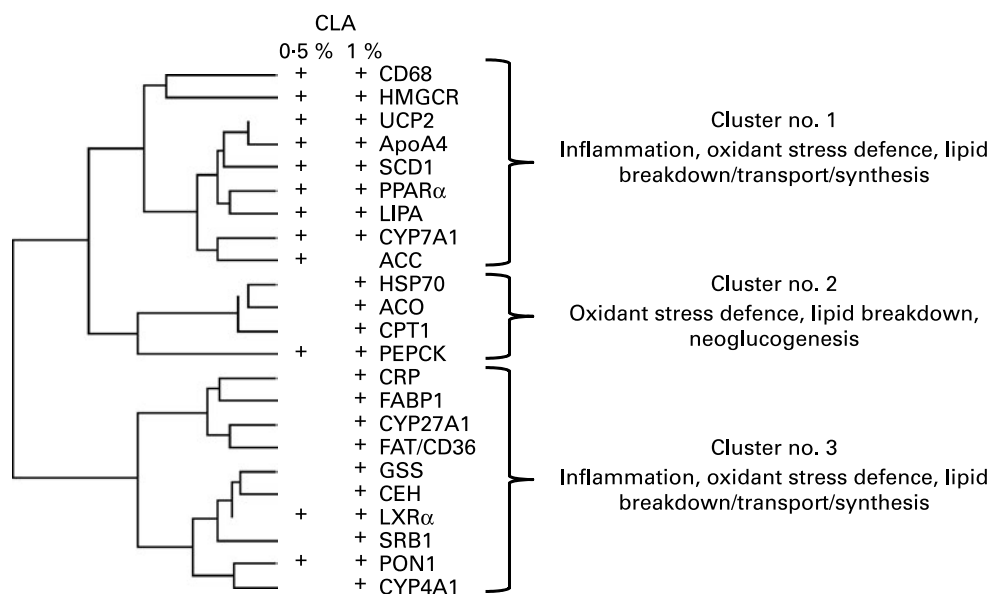 CLA
0·5 % 1 %
+ + CD68
+ + HMGCR
+ + UCP2
+ + ApoA4
+ + SCD1
+ + PPARα
+ + LIPA
+ + CYP7A1
+ ACC
Cluster no. 1
Inflammation, oxidant stress defence, lipid
breakdown/transport/synthesis
+ HSP70
+ ACO
+ CPT1
+ + PEPCK
Cluster no. 2
Oxidant stress defence, lipid breakdown,
neoglucogenesis
+ CRP
+ FABP1
+ CYP27A1
+ FAT/CD36
+ GSS
+ CEH
+ + LXRα
+ SRB1
+ + PON1
+ CYP4A1
Cluster no. 3
Inflammation, oxidant stress defence, lipid
breakdown/transport/synthesis